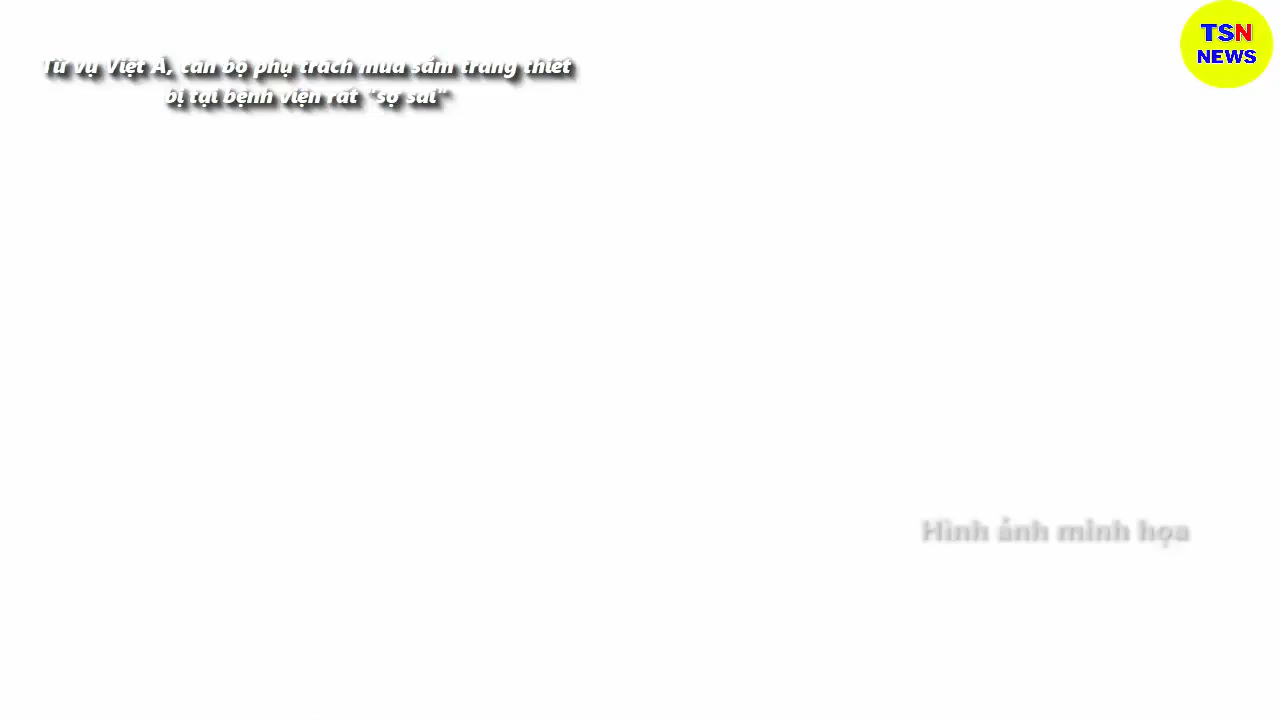 Từ vụ Việt Á, cán bộ phụ trách mua sắm trang thiết
bị tại bệnh viện rất "sợ sai"
TSN
NEWS
Hình ảnh minh họa